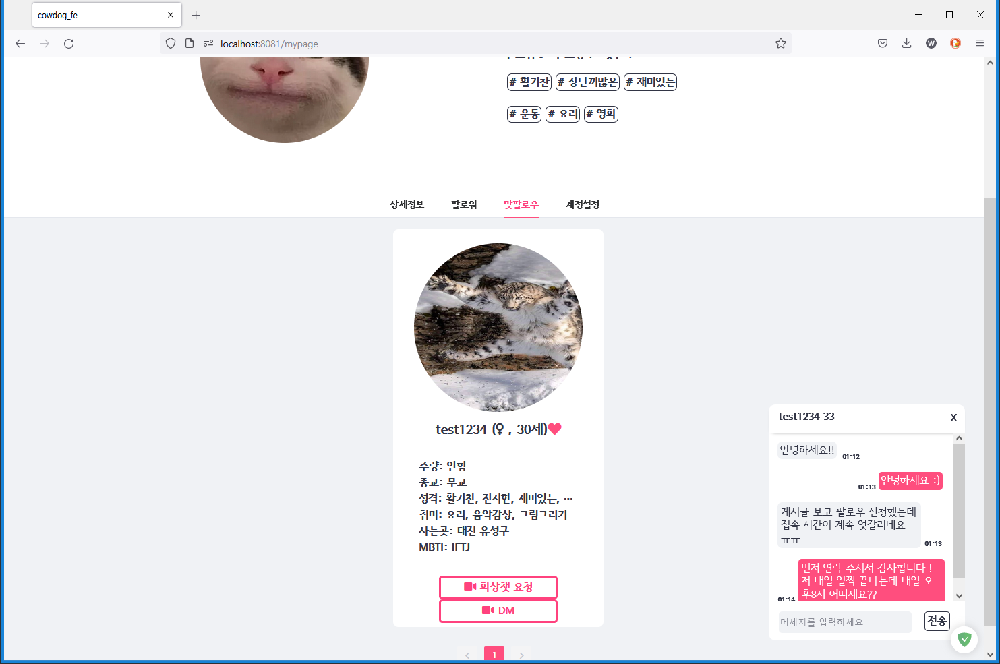 cowdog_fe
localhost:8081/mypage
# 활기찬 # 장난끼많은 # 재미있는
# 운동 # 요리 # 영화
상세정보 팔로워 맞팔로우 계정설정
test1234 (♀ , 30세)
주량: 안함
종교: 무교
성격: 활기찬, 진지한, 재미있는, ...
취미: 요리, 음악감상, 그림그리기
사는곳: 대전 유성구
MBTI: IFTJ
화상챗 요청
DM
1
test1234 33 X
안녕하세요!! 01:12
01:13 안녕하세요 :)
게시글 보고 팔로우 신청했는데
접속 시간이 계속 엇갈리네요
ㅠㅠ 01:13
먼저 연락 주셔서 감사합니다 !
저 내일 일찍 끝나는데 내일 오
01:14 후8시 어떠세요??
메세지를 입력하세요 전송